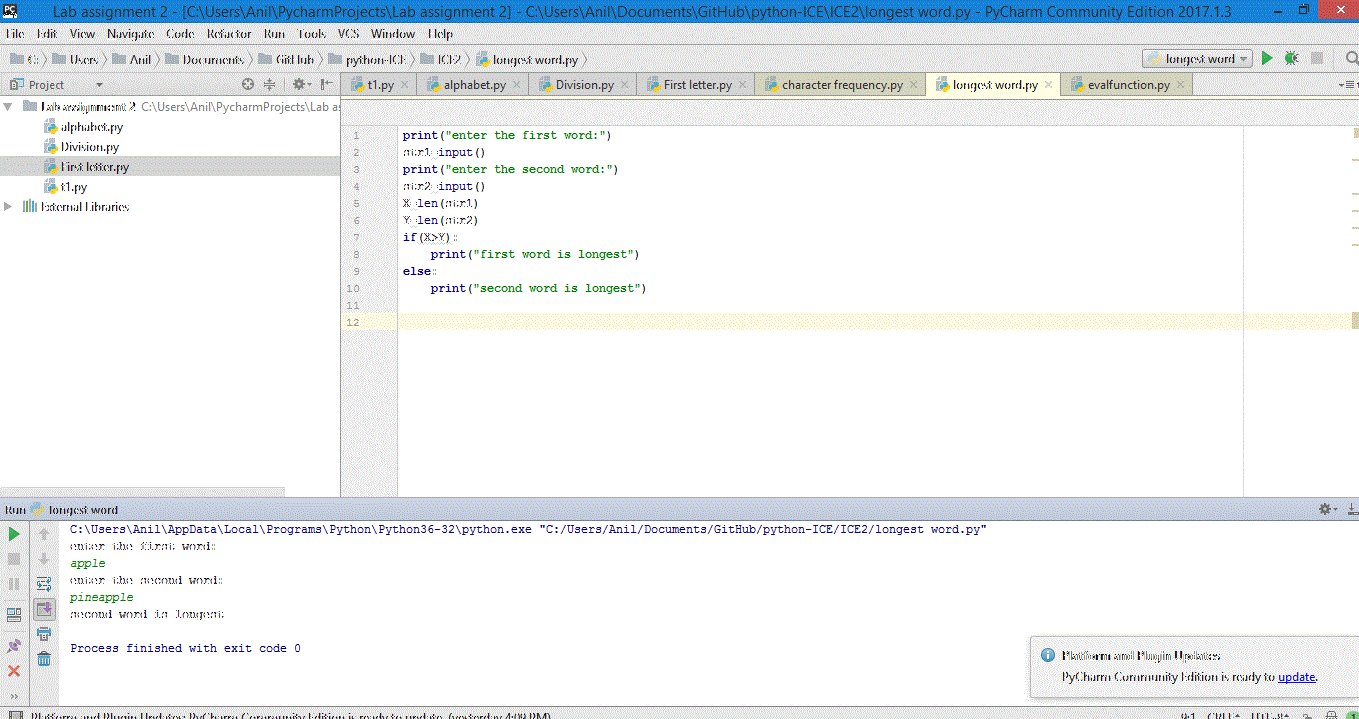 Lab assignment 2 - [C:\Users\Anil\PycharmProjects\Lab assignment 2] - C:\Users\Anil\Documents\GitHub\python-ICE\ICE2\longest word.py - PyCharm Community Edition 2017.1.3
File Edit View Navigate Code Refactor Run Tools VCS Window Help
C: Users Anil Documents GitHub python-ICE ICE2 longest word.py longest word
Project t1.py alphabet.py Division.py First letter.py character frequency.py longest word.py evalfunction.py
Lab assignment 2 C:\Users\Anil\PycharmProjects\Lab as
alphabet.py
Division.py
First letter.py
t1.py
External Libraries
1 print("enter the first word:")
2 str1=input()
3 print("enter the second word:")
4 str2=input()
5 X=len(str1)
6 Y=len(str2)
7 if(X>Y):
8 print("first word is longest")
9 else:
10 print("second word is longest")
11
12
Run longest word
C:\Users\Anil\AppData\Local\Programs\Python\Python36-32\python.exe "C:/Users/Anil/Documents/GitHub/python-ICE/ICE2/longest word.py"
enter the first word:
apple
enter the second word:
pineapple
second word is longest
Process finished with exit code 0
Platform and Plugin Updates
PyCharm Community Edition is ready to update.
Platform and Plugin Updates: PyCharm Community Edition is ready to update. (yesterday 4:09 PM) 9:1 CRLF UTF-8